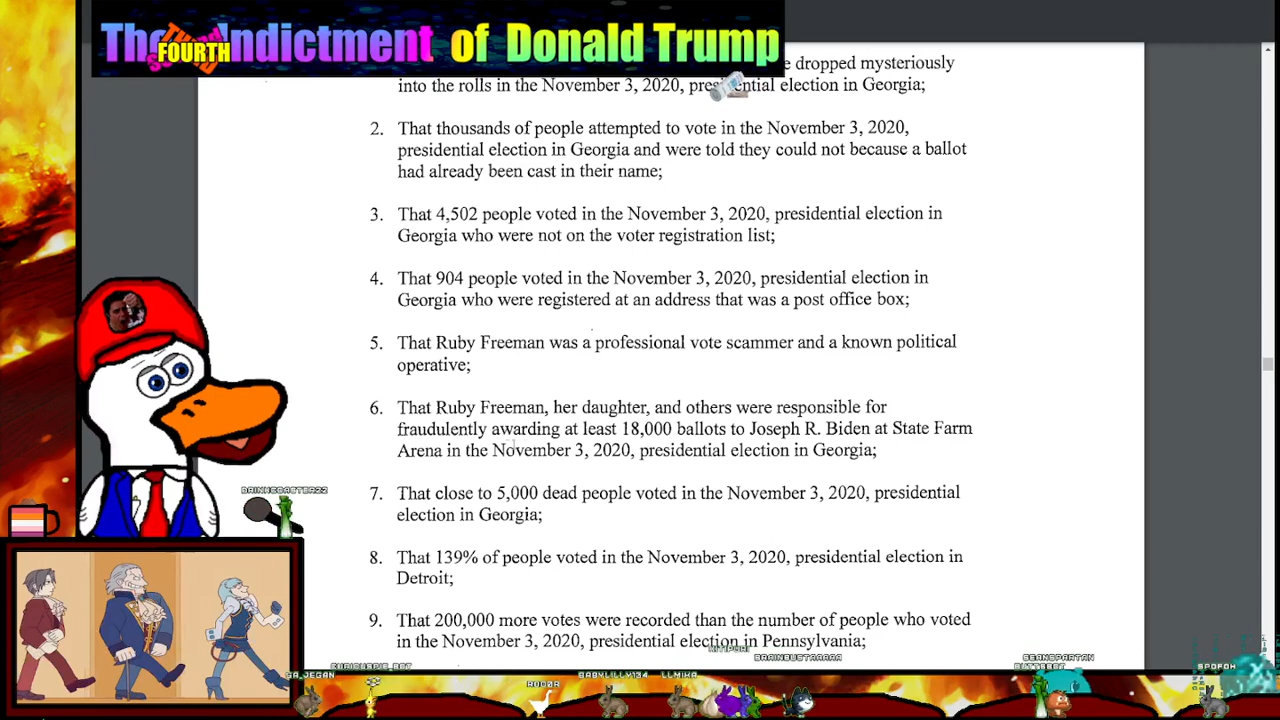 The Indictment of Donald Trump
FOURTH
e dropped mysteriously
into the rolls in the November 3, 2020, presidential election in Georgia;
2. That thousands of people attempted to vote in the November 3, 2020,
presidential election in Georgia and were told they could not because a ballot
had already been cast in their name;
3. That 4,502 people voted in the November 3, 2020, presidential election in
Georgia who were not on the voter registration list;
4. That 904 people voted in the November 3, 2020, presidential election in
Georgia who were registered at an address that was a post office box;
5. That Ruby Freeman was a professional vote scammer and a known political
operative;
6. That Ruby Freeman, her daughter, and others were responsible for
fraudulently awarding at least 18,000 ballots to Joseph R. Biden at State Farm
Arena in the November 3, 2020, presidential election in Georgia;
7. That close to 5,000 dead people voted in the November 3, 2020, presidential
election in Georgia;
8. That 139% of people voted in the November 3, 2020, presidential election in
Detroit;
9. That 200,000 more votes were recorded than the number of people who voted
in the November 3, 2020, presidential election in Pennsylvania;
CURIOUSPIE_BOT
GA_JEGAN
RODOR
BABYLILLY134
LLMIKA
BRAINBUSTRAAAA
SEANSPARTAN
SPOFOH